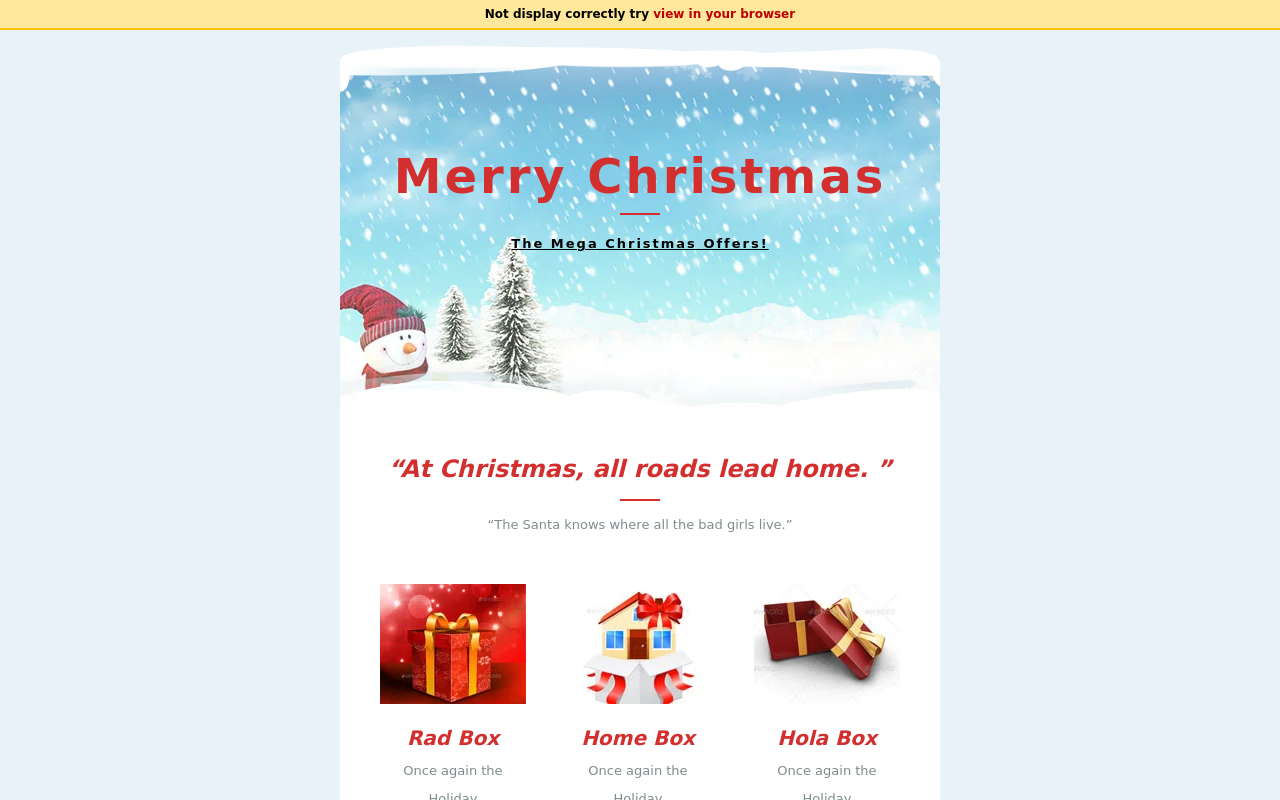 Not display correctly try view in your browser
Merry Christmas
The Mega Christmas Offers!
“At Christmas, all roads lead home. ”
“The Santa knows where all the bad girls live.”
Rad Box
Home Box
Hola Box
Once again the
Once again the
Once again the
Holiday
Holiday
Holiday